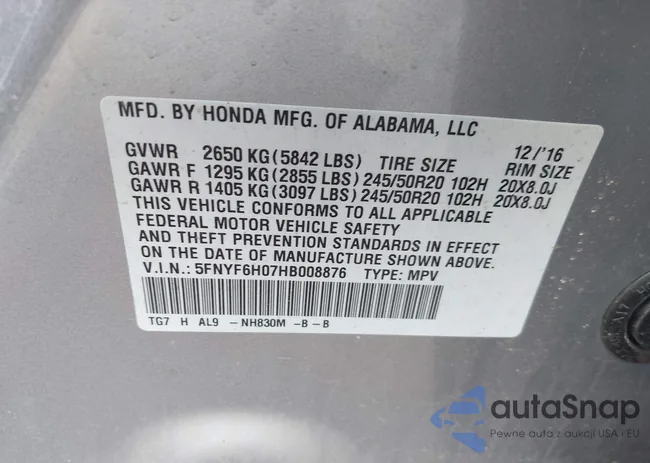 MFD. BY HONDA MFG. OF ALABAMA, LLC
12/'16
GVWR 2650 KG (5842 LBS) TIRE SIZE RIM SIZE
GAWR F 1295 KG (2855 LBS) 245/50R20 102H 20X8.0J
GAWR R 1405 KG (3097 LBS) 245/50R20 102H 20X8.0J
THIS VEHICLE CONFORMS TO ALL APPLICABLE
FEDERAL MOTOR VEHICLE SAFETY
AND THEFT PREVENTION STANDARDS IN EFFECT
ON THE DATE OF MANUFACTURE SHOWN ABOVE.
V.I.N.: 5FNYF6H07HB008876 TYPE: MPV
TG7 H AL9 -NH830M -B-B
autoSnap
Pewne auta z aukcji USA i EU